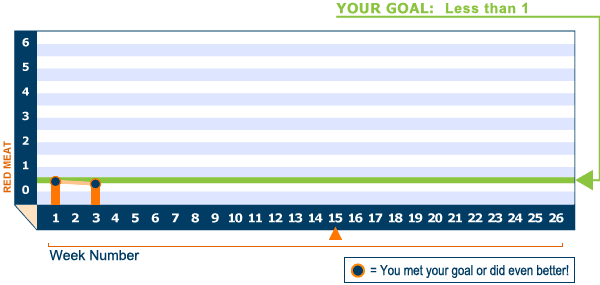 YOUR GOAL: Less than 1
6
5
4
3
2
1
0
RED MEAT
1 2 3 4 5 6 7 8 9 10 11 12 13 14 15 16 17 18 19 20 21 22 23 24 25 26
Week Number
= You met your goal or did even better!